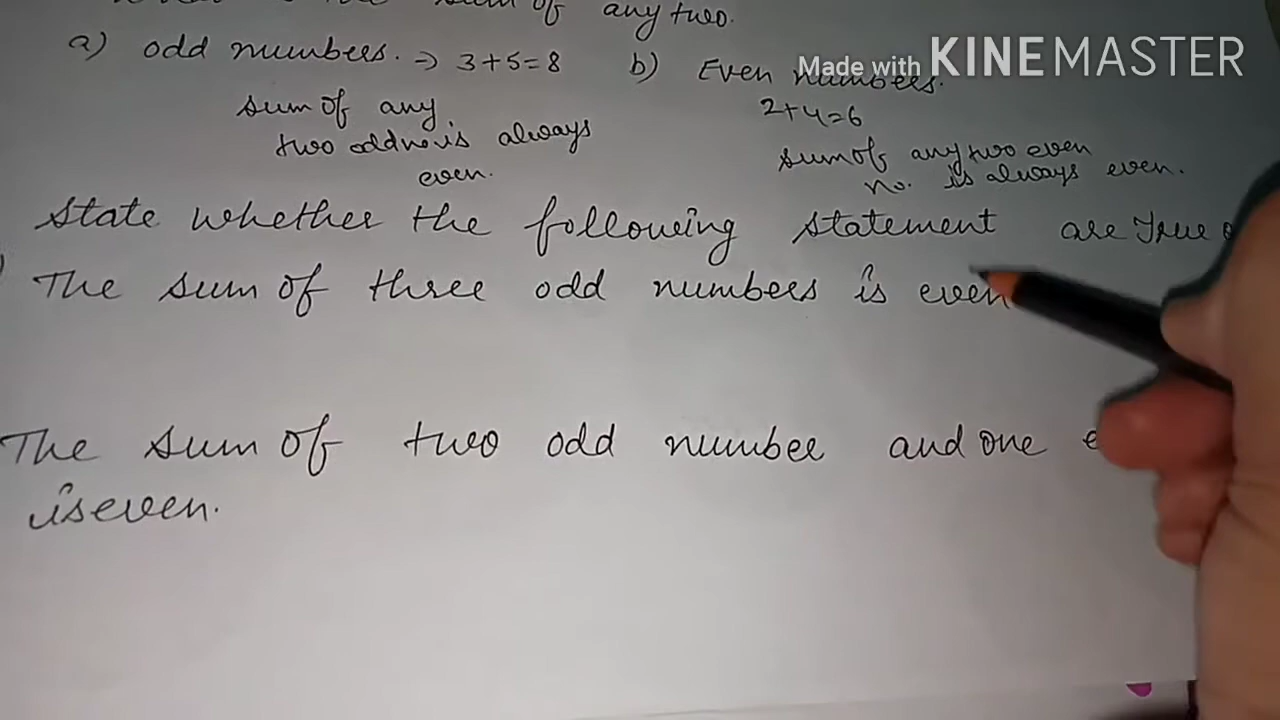 sum of any two.
a) odd numbers. → 3+5=8
sum of any
two odd no. is always
even.
Made with KINEMASTER
b) Even numbers.
2+4=6
sum of any two even
no. is always even.
State whether the following statement are True
The sum of three odd numbers is even
The sum of two odd number and one
is even.